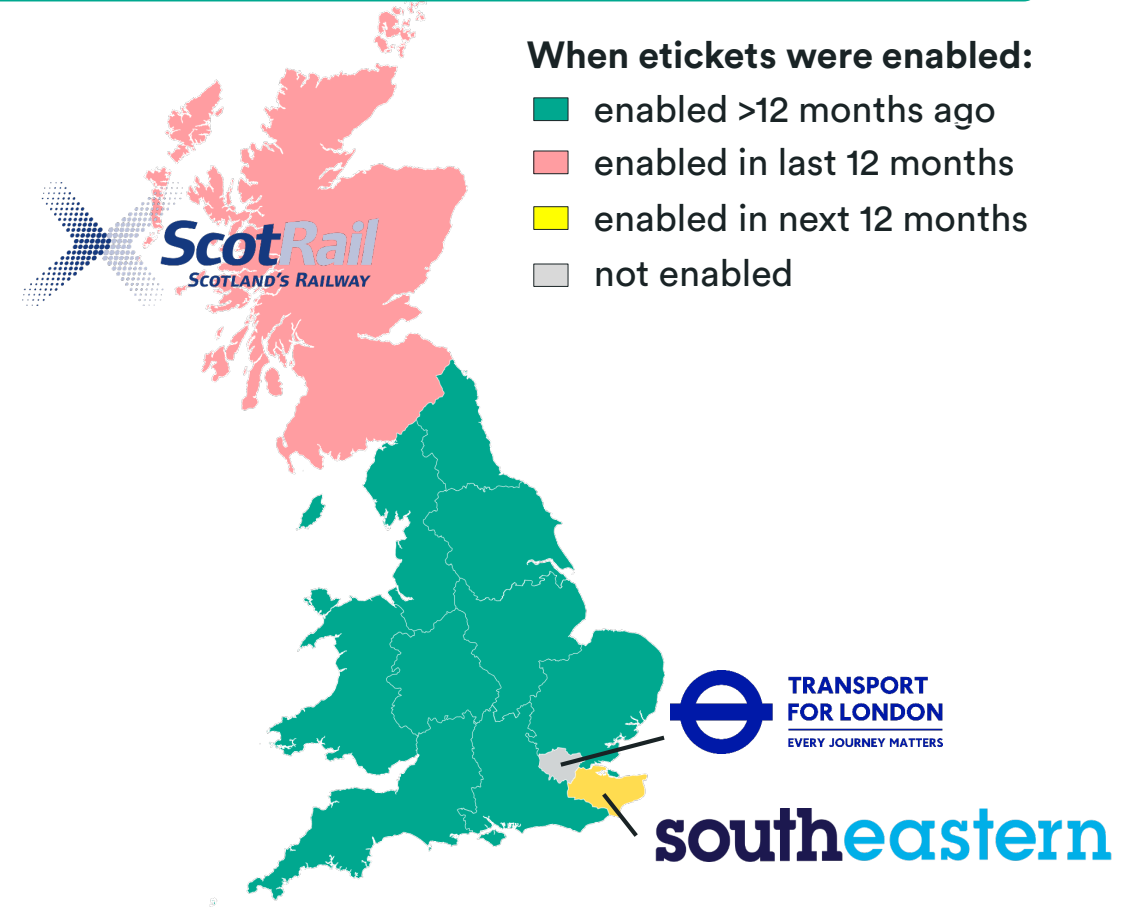 When etickets were enabled:
enabled >12 months ago
enabled in last 12 months
enabled in next 12 months
not enabled
ScotRail
SCOTLAND'S RAILWAY
TRANSPORT
FOR LONDON
EVERY JOURNEY MATTERS
southeastern